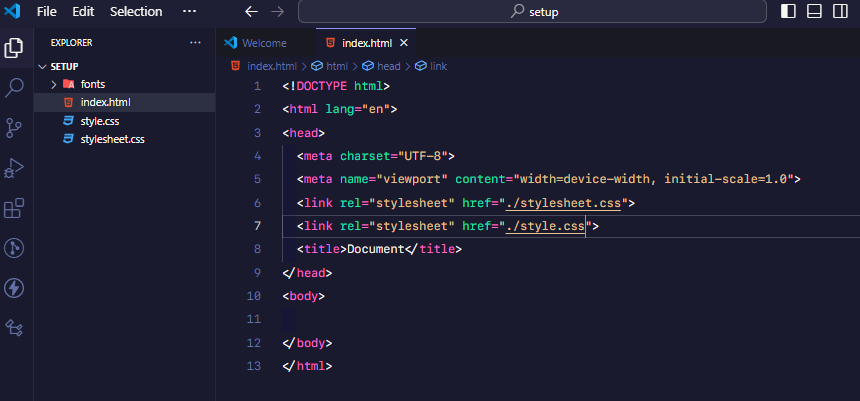 File Edit Selection ··· ← → setup
EXPLORER ···
SETUP
fonts
index.html
style.css
stylesheet.css
Welcome index.html ×
index.html > html > head > link
1 <!DOCTYPE html>
2 <html lang="en">
3 <head>
4 <meta charset="UTF-8">
5 <meta name="viewport" content="width=device-width, initial-scale=1.0">
6 <link rel="stylesheet" href="./stylesheet.css">
7 <link rel="stylesheet" href="./style.css">
8 <title>Document</title>
9 </head>
10 <body>
11
12 </body>
13 </html>